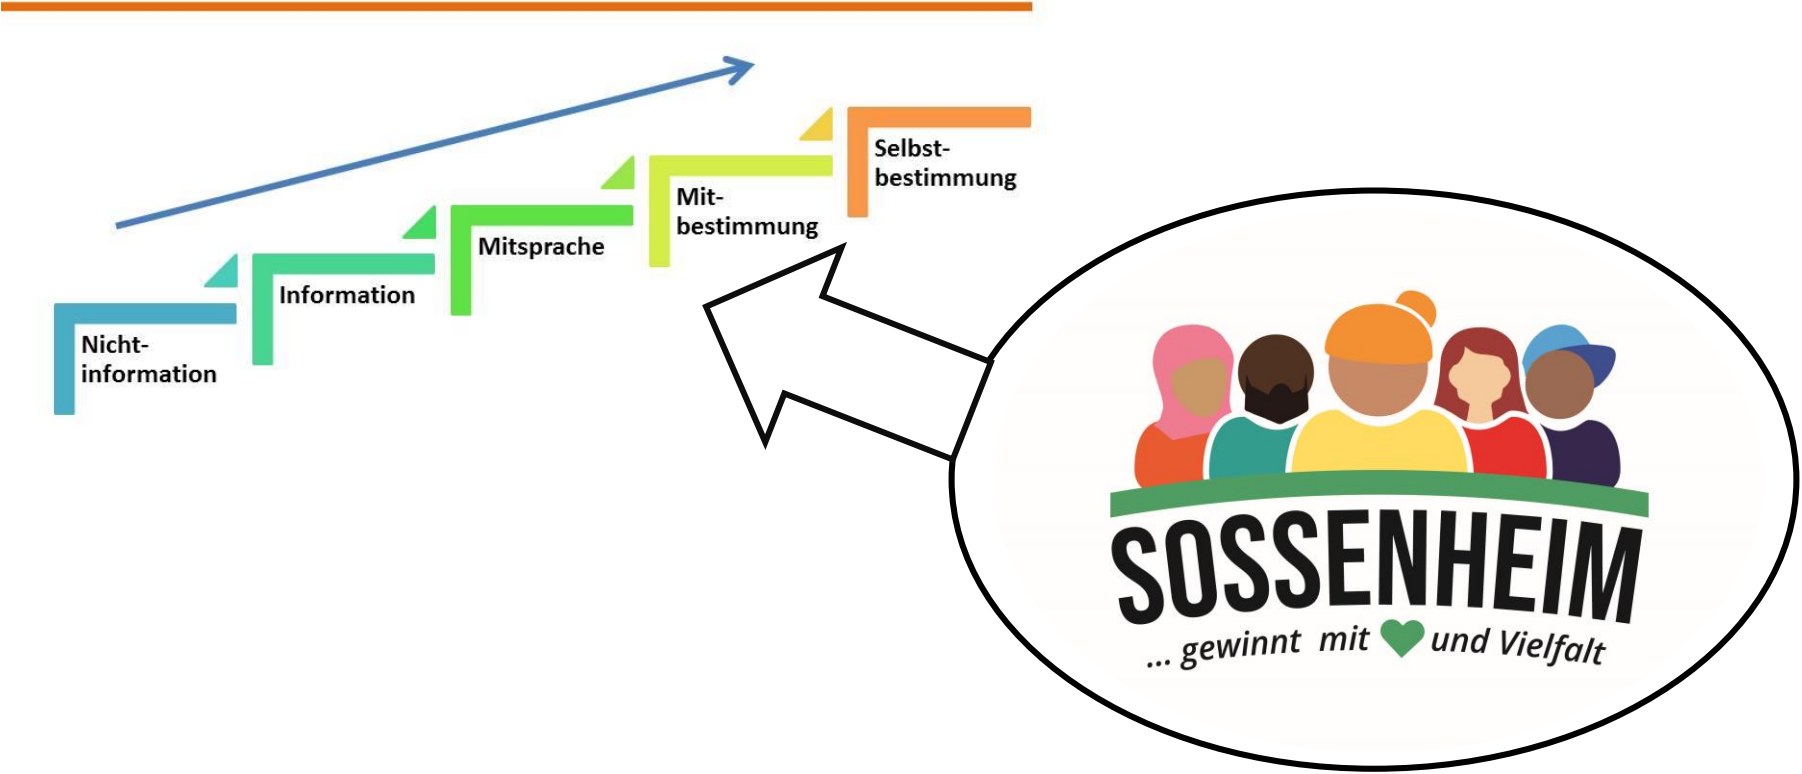 Nicht-
information
Information
Mitsprache
Mit-
bestimmung
Selbst-
bestimmung
SOSSENHEIM
... gewinnt mit und Vielfalt